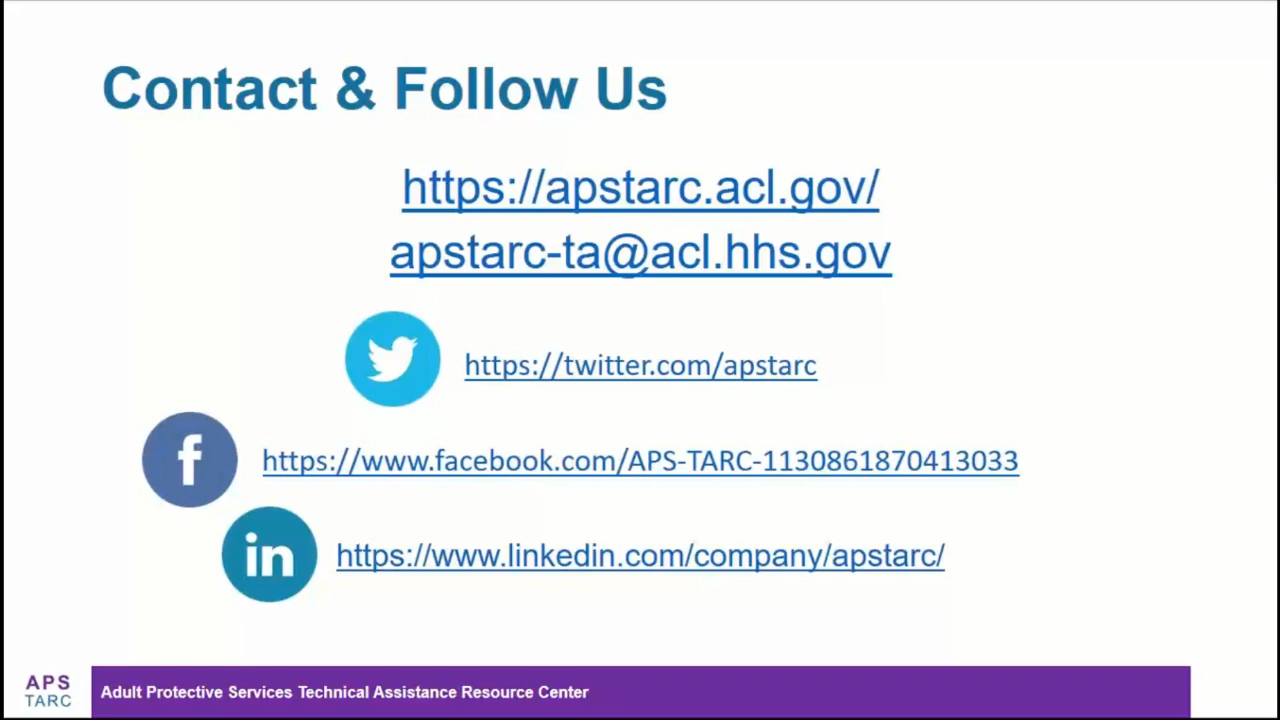 Contact & Follow Us
https://apstarc.acl.gov/
apstarc-ta@acl.hhs.gov
https://twitter.com/apstarc
f
https://www.facebook.com/APS-TARC-1130861870413033
in
https://www.linkedin.com/company/apstarc/
APS
TARC
Adult Protective Services Technical Assistance Resource Center